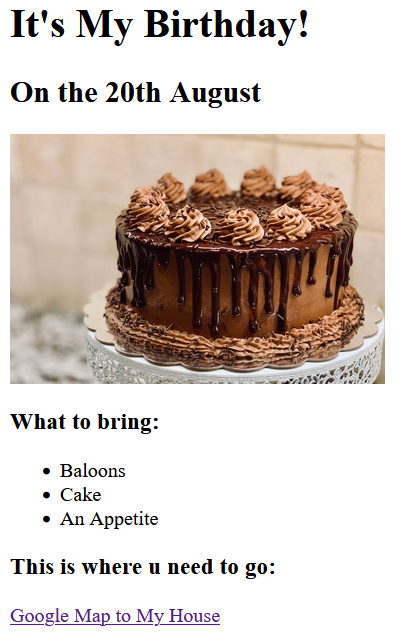 It's My Birthday!
On the 20th August
What to bring:
Baloons
Cake
An Appetite
This is where u need to go:
Google Map to My House